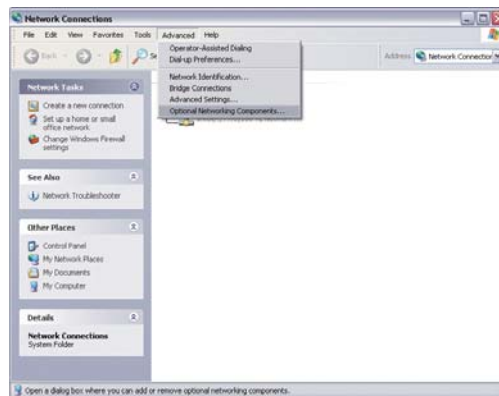 Network Connections
File Edit View Favorites Tools Advanced Help
Back
Address Network Connection
Operator-Assisted Dialing
Dial-up Preferences...
Network Identification...
Bridge Connections
Advanced Settings...
Optional Networking Components...
Network Tasks
Create a new connection
Set up a home or small
office network
Change Windows Firewall
settings
See Also
Network Troubleshooter
Other Places
Control Panel
My Network Places
My Documents
My Computer
Details
Network Connections
System Folder
Open a dialog box where you can add or remove optional networking components.